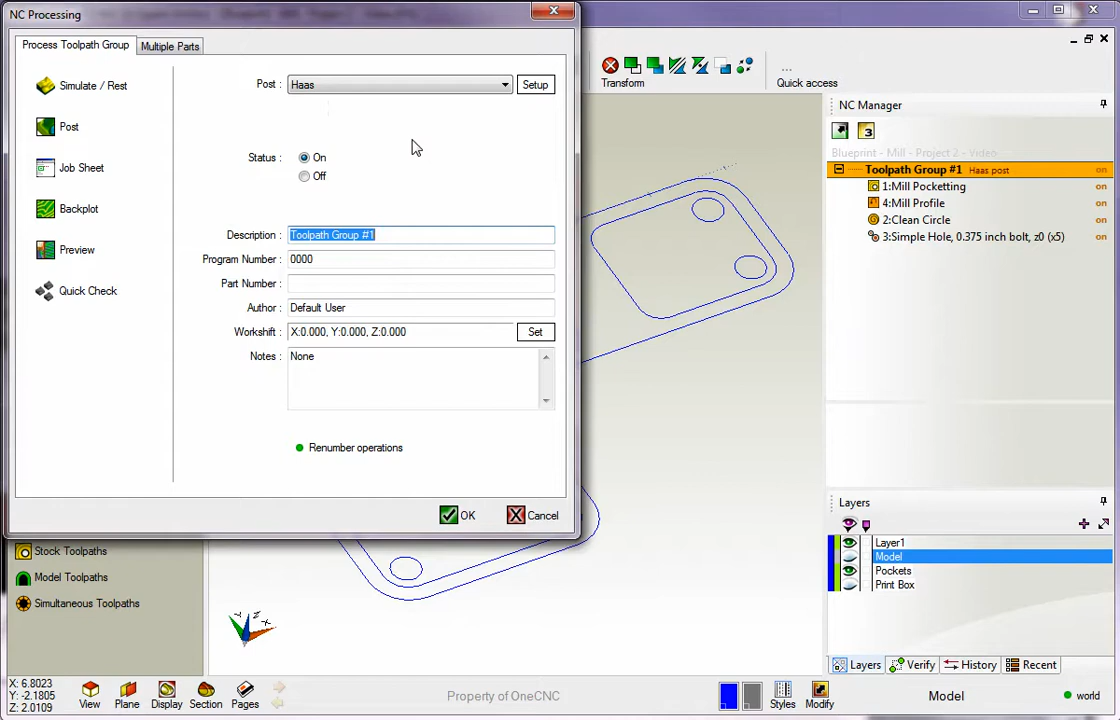 NC Processing
Process Toolpath Group
Multiple Parts
Simulate / Rest
Post
Job Sheet
Backplot
Preview
Quick Check
Post :
Haas
Setup
Status :
On
Off
Description :
Toolpath Group #1
Program Number :
0000
Part Number :
Author :
Default User
Workshift :
X:0.000, Y:0.000, Z:0.000
Set
Notes :
None
Renumber operations
OK
Cancel
Transform
...
Quick access
NC Manager
3
Blueprint - Mill - Project 2 - Video
Toolpath Group #1 Haas post on
1:Mill Pocketting on
4:Mill Profile on
2:Clean Circle on
3:Simple Hole, 0.375 inch bolt, z0 (x5) on
Layers
Layer1
Model
Pockets
Print Box
Layers
Verify
History
Recent
Stock Toolpaths
Model Toolpaths
Simultaneous Toolpaths
Y Z X
X: 6.8023
Y: -2.1805
Z: 2.0109
View
Plane
Display
Section
Pages
Property of OneCNC
Styles
Modify
Model
world